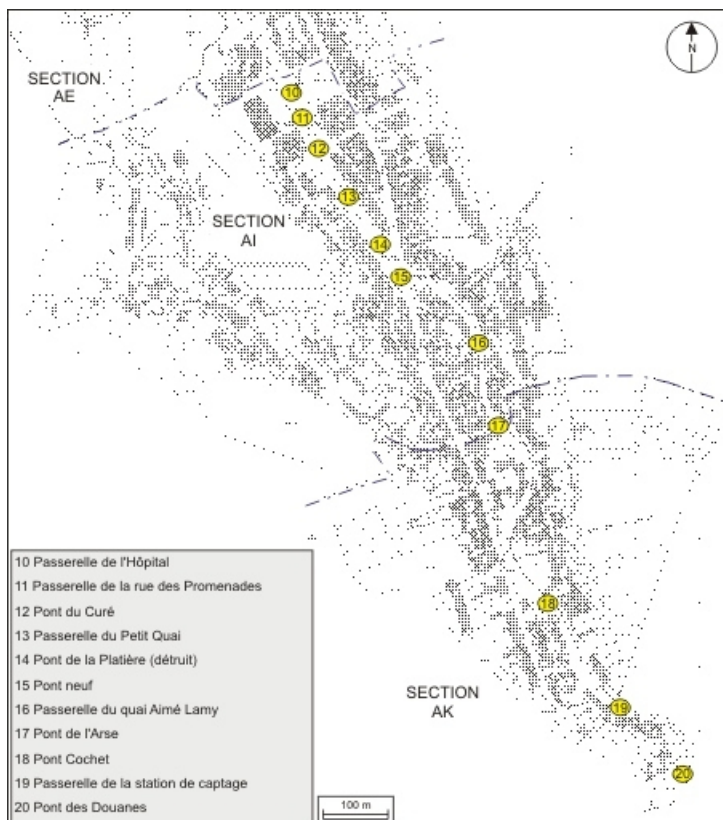 N
SECTION
AE
10
11
12
13
SECTION
AI
14
15
16
17
18
SECTION
AK
19
20
10 Passerelle de l'Hôpital
11 Passerelle de la rue des Promenades
12 Pont du Curé
13 Passerelle du Petit Quai
14 Pont de la Platière (détruit)
15 Pont neuf
16 Passerelle du quai Aimé Lamy
17 Pont de l'Arse
18 Pont Cochet
19 Passerelle de la station de captage
20 Pont des Douanes
100 m